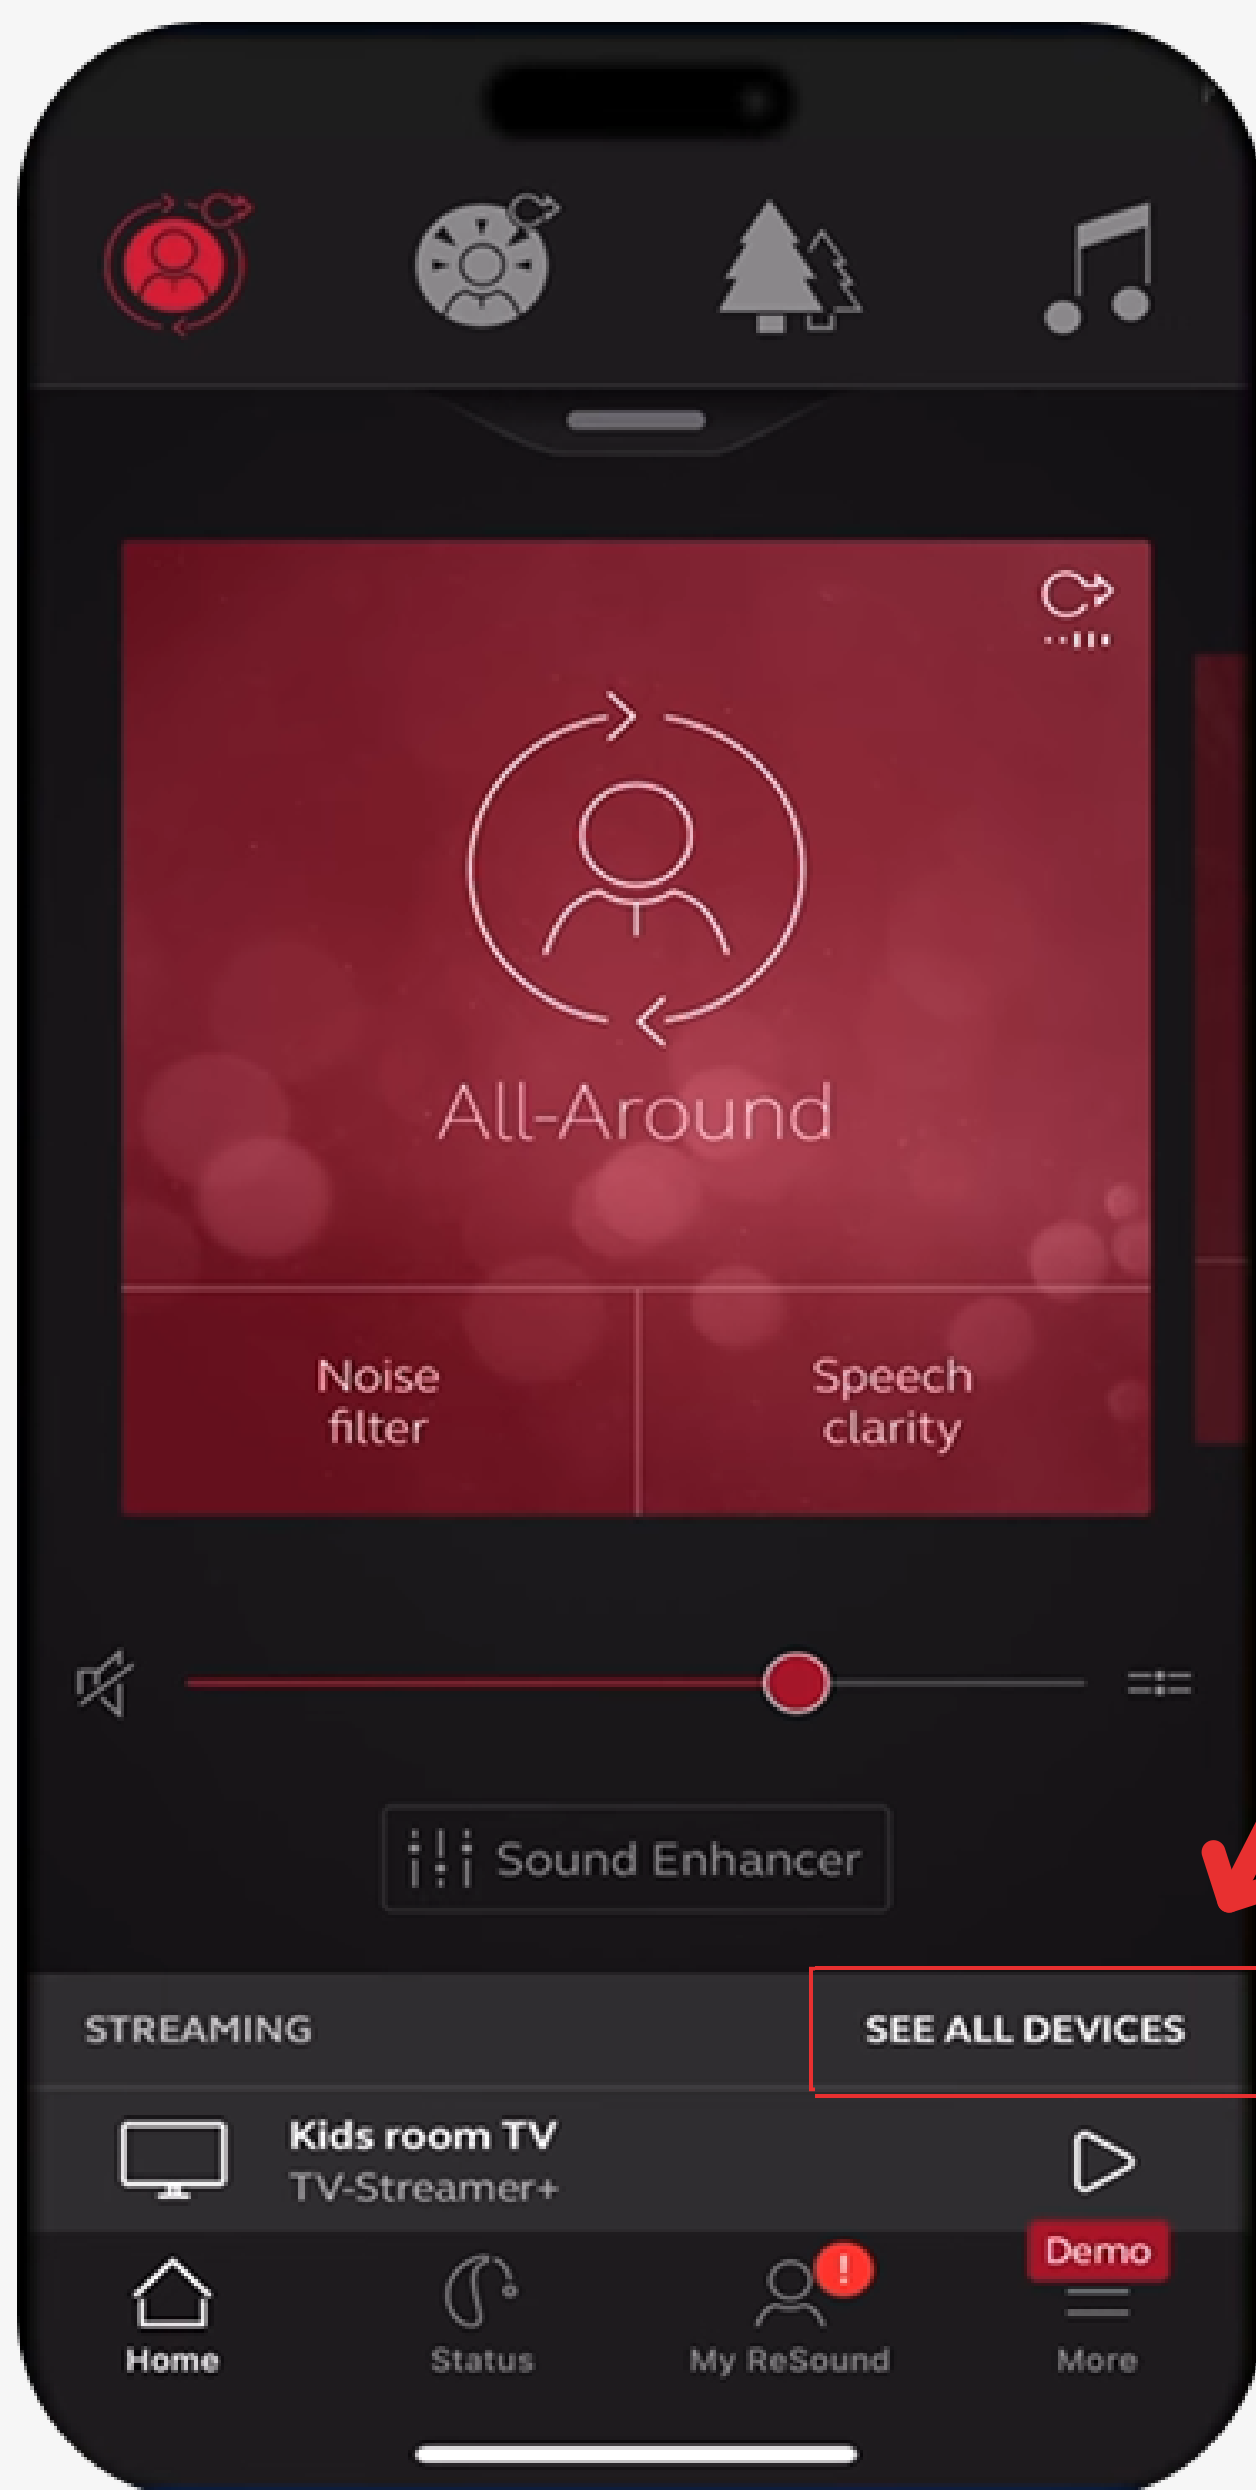 All-Around
Noise
filter
Speech
clarity
Sound Enhancer
STREAMING
SEE ALL DEVICES
Kids room TV
TV-Streamer+
Demo
Home
Status
My ReSound
More